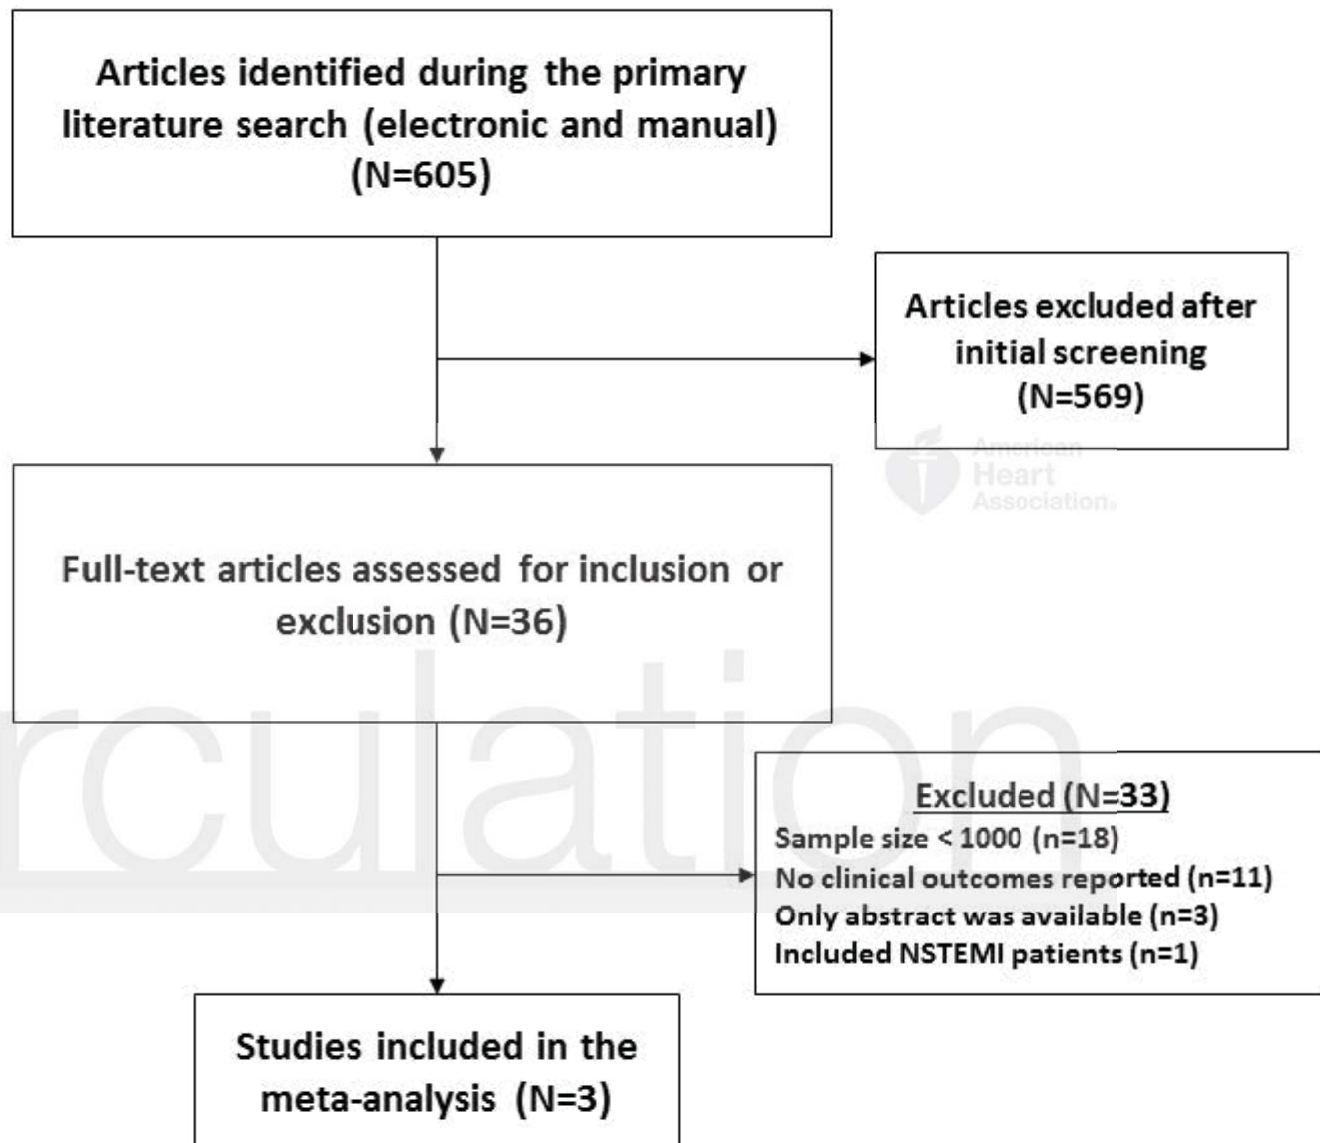 Articles identified during the primary
literature search (electronic and manual)
(N=605)
Articles excluded after
initial screening
(N=569)
American
Heart
Association.
Full-text articles assessed for inclusion or
exclusion (N=36)
rculation
Excluded (N=33)
Sample size < 1000 (n=18)
No clinical outcomes reported (n=11)
Only abstract was available (n=3)
Included NSTEMI patients (n=1)
Studies included in the
meta-analysis (N=3)